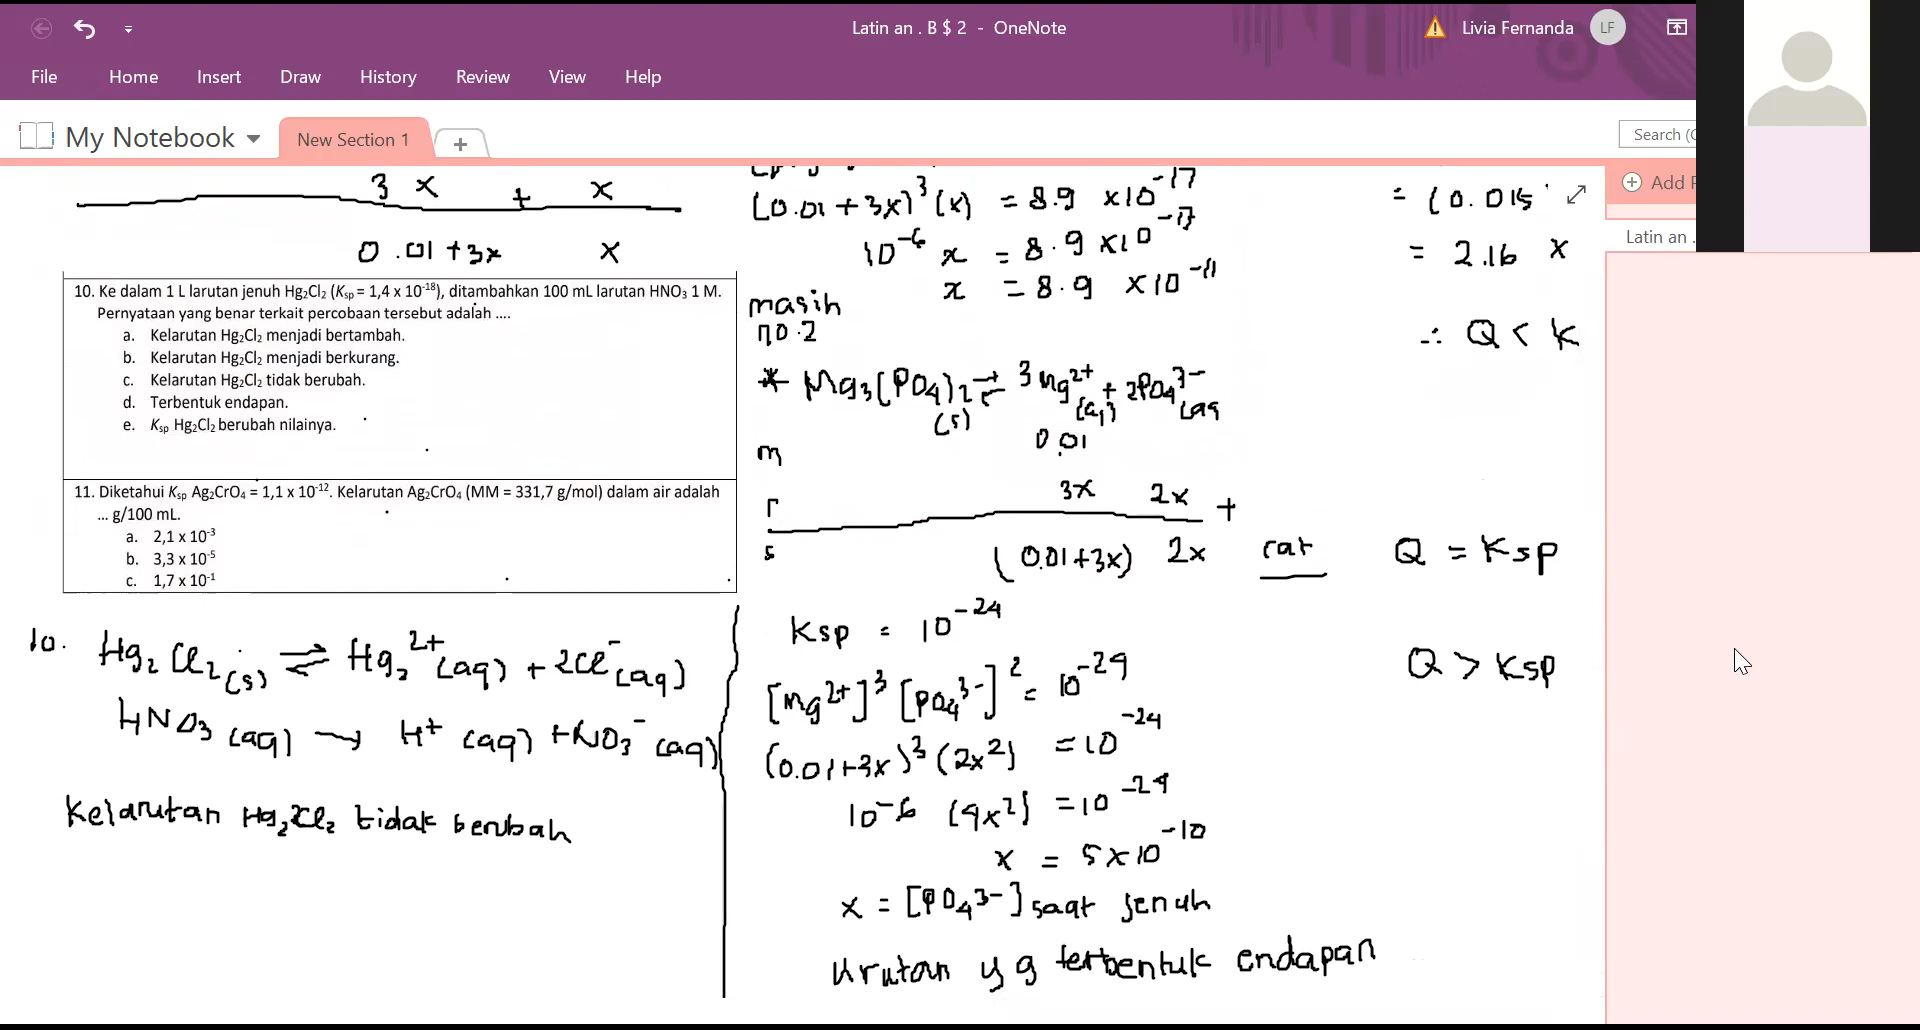 Latin an . B $ 2 - OneNote
Livia Fernanda
LF
File Home Insert Draw History Review View Help
My Notebook
New Section 1
+
Search (
Add
Latin an .
3 x + x
0.01 + 3x x
10. Ke dalam 1 L larutan jenuh Hg₂Cl₂ (Ksp = 1,4 x 10⁻¹⁸), ditambahkan 100 mL larutan HNO₃ 1 M.
Pernyataan yang benar terkait percobaan tersebut adalah ....
a. Kelarutan Hg₂Cl₂ menjadi bertambah.
b. Kelarutan Hg₂Cl₂ menjadi berkurang.
c. Kelarutan Hg₂Cl₂ tidak berubah.
d. Terbentuk endapan.
e. Ksp Hg₂Cl₂ berubah nilainya.
11. Diketahui Ksp Ag₂CrO₄ = 1,1 x 10⁻¹². Kelarutan Ag₂CrO₄ (MM = 331,7 g/mol) dalam air adalah
... g/100 mL.
a. 2,1 x 10⁻³
b. 3,3 x 10⁻⁵
c. 1,7 x 10⁻¹
10. Hg₂Cl₂(s) ⇌ Hg₂²⁺(aq) + 2Cl⁻(aq)
HNO₃(aq) → H⁺(aq) + NO₃⁻(aq)
Kelarutan Hg₂Cl₂ tidak berubah
(0.01 + 3x)³ (x) = 8.9 x10⁻¹⁷
10⁻⁶ x = 8.9 x10⁻¹⁷
x = 8.9 x10⁻¹¹
masih
no.2
* Mg₃(PO₄)₂(s) ⇌ 3Mg²⁺(aq) + 2PO₄³⁻(aq
m 0.01
r 3x 2x +
s (0.01+3x) 2x rat
Ksp = 10⁻²⁴
[Mg²⁺]³ [PO₄³⁻]² = 10⁻²⁴
(0.01+3x)³ (2x²) = 10⁻²⁴
10⁻⁶ (4x²) = 10⁻²⁴
x = 5x10⁻¹⁰
x = [PO₄³⁻] saat jenuh
Urutan yg terbentuk endapan
= (0.015
= 2.16 x
∴ Q < K
Q = Ksp
Q > Ksp